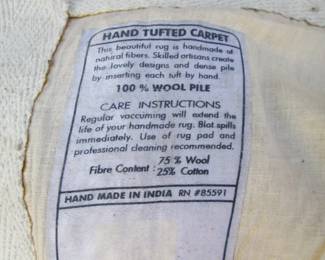 HAND TUFTED CARPET
This beautiful rug is handmade of
natural fibers. Skilled artisans create
the lovely designs and dense pile
by inserting each tuft by hand.
100 % WOOL PILE
CARE INSTRUCTIONS
Regular vaccuming will extend the
life of your handmade rug. Blot spills
immediately. Use of rug pad and
professional cleaning recommended.
Fibre Content : 75 % Wool
25% Cotton
HAND MADE IN INDIA RN #85591